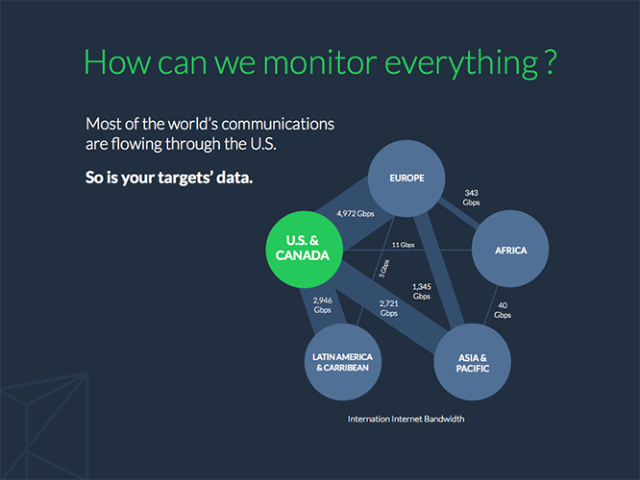 How can we monitor everything ?
Most of the world's communications
are flowing through the U.S.
So is your targets' data.
EUROPE
343
Gbps
4,972 Gbps
U.S. &
CANADA
11 Gbps
AFRICA
5 Gbps
1,345
Gbps
2,946
Gbps
2,721
Gbps
40
Gbps
LATIN AMERICA
& CARRIBEAN
ASIA &
PACIFIC
Internation Internet Bandwidth